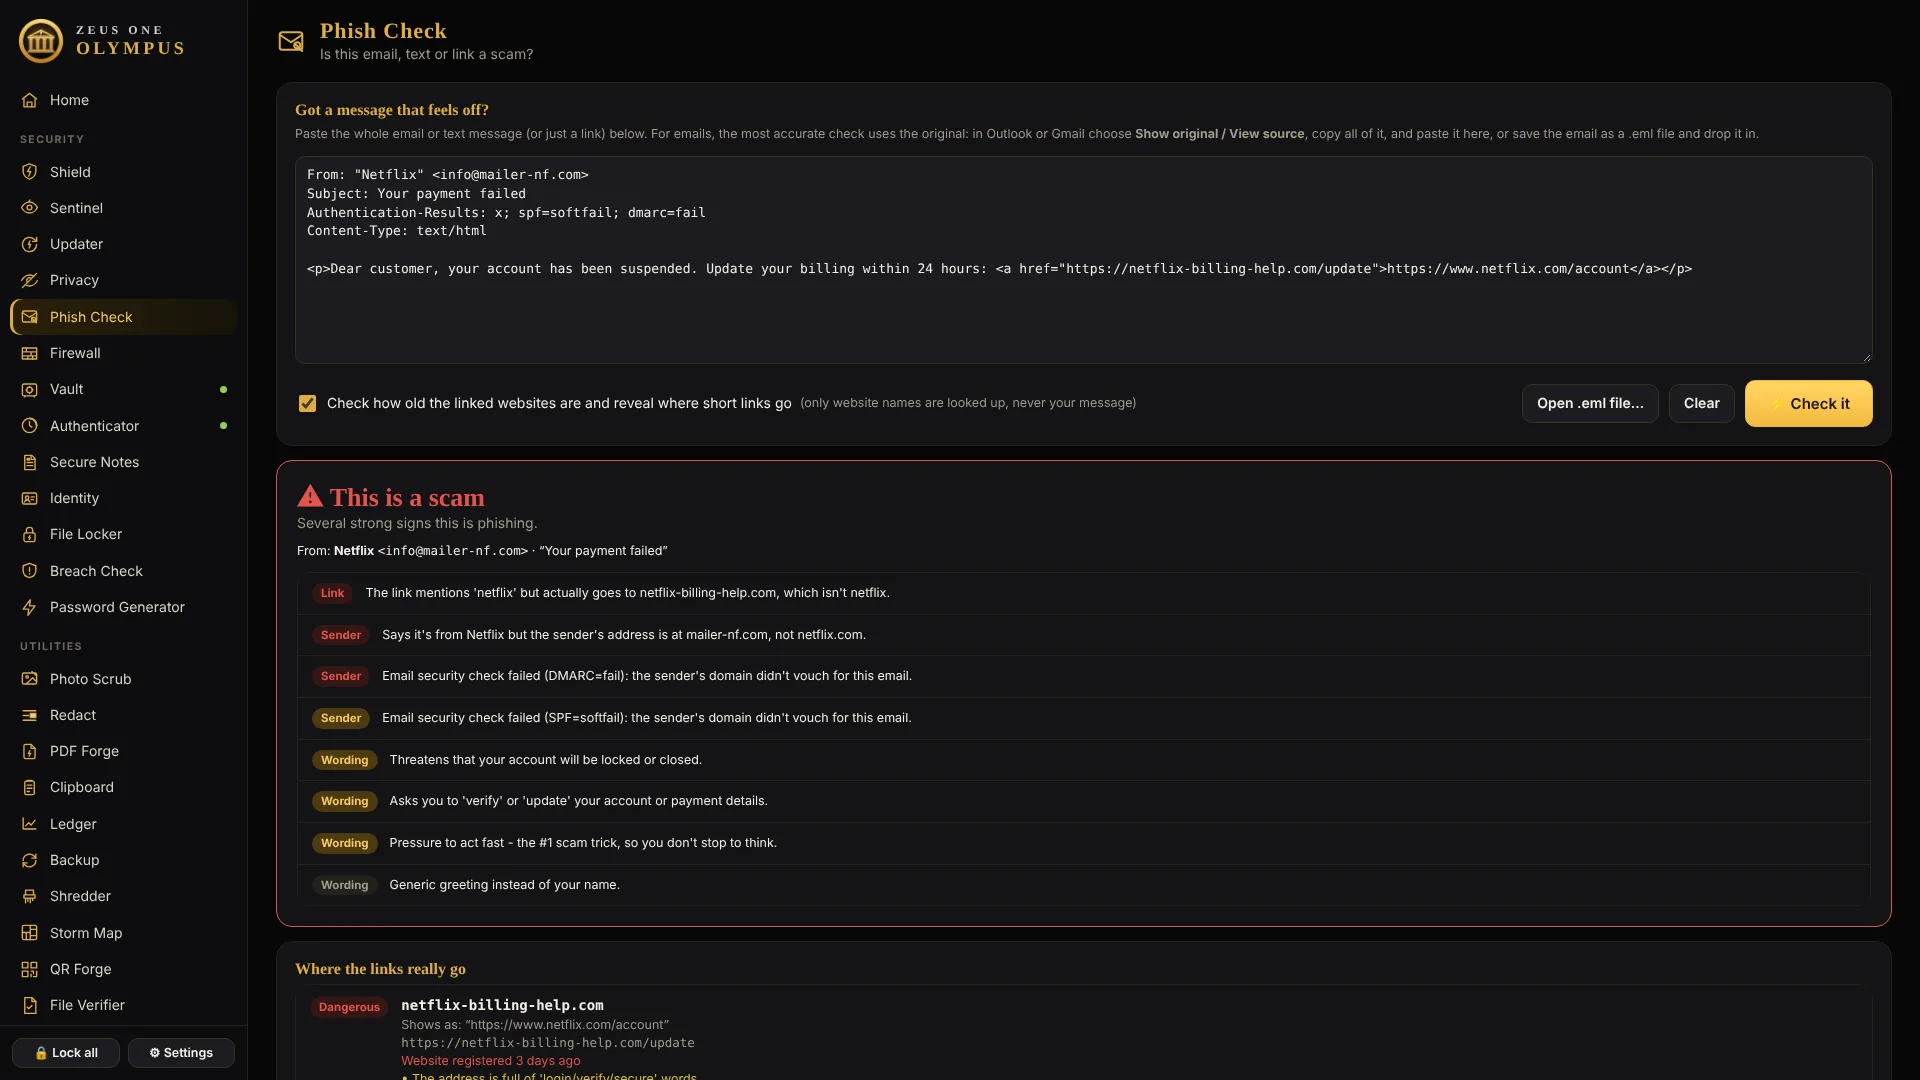 ZEUS ONE
OLYMPUS
Home
SECURITY
Shield
Sentinel
Updater
Privacy
Phish Check
Firewall
Vault
Authenticator
Secure Notes
Identity
File Locker
Breach Check
Password Generator
UTILITIES
Photo Scrub
Redact
PDF Forge
Clipboard
Ledger
Backup
Shredder
Storm Map
QR Forge
File Verifier
Lock all
Settings
Phish Check
Is this email, text or link a scam?
Got a message that feels off?
Paste the whole email or text message (or just a link) below. For emails, the most accurate check uses the original: in Outlook or Gmail choose Show original / View source, copy all of it, and paste it here, or save the email as a .eml file and drop it in.
From: "Netflix" <info@mailer-nf.com>
Subject: Your payment failed
Authentication-Results: x; spf=softfail; dmarc=fail
Content-Type: text/html
<p>Dear customer, your account has been suspended. Update your billing within 24 hours: <a href="https://netflix-billing-help.com/update">https://www.netflix.com/account</a></p>
Check how old the linked websites are and reveal where short links go (only website names are looked up, never your message)
Open .eml file...
Clear
Check it
This is a scam
Several strong signs this is phishing.
From: Netflix <info@mailer-nf.com> · “Your payment failed”
Link The link mentions 'netflix' but actually goes to netflix-billing-help.com, which isn't netflix.
Sender Says it's from Netflix but the sender's address is at mailer-nf.com, not netflix.com.
Sender Email security check failed (DMARC=fail): the sender's domain didn't vouch for this email.
Sender Email security check failed (SPF=softfail): the sender's domain didn't vouch for this email.
Wording Threatens that your account will be locked or closed.
Wording Asks you to 'verify' or 'update' your account or payment details.
Wording Pressure to act fast - the #1 scam trick, so you don't stop to think.
Wording Generic greeting instead of your name.
Where the links really go
Dangerous netflix-billing-help.com
Shows as: “https://www.netflix.com/account”
https://netflix-billing-help.com/update
Website registered 3 days ago
• The address is full of 'login/verify/secure' words